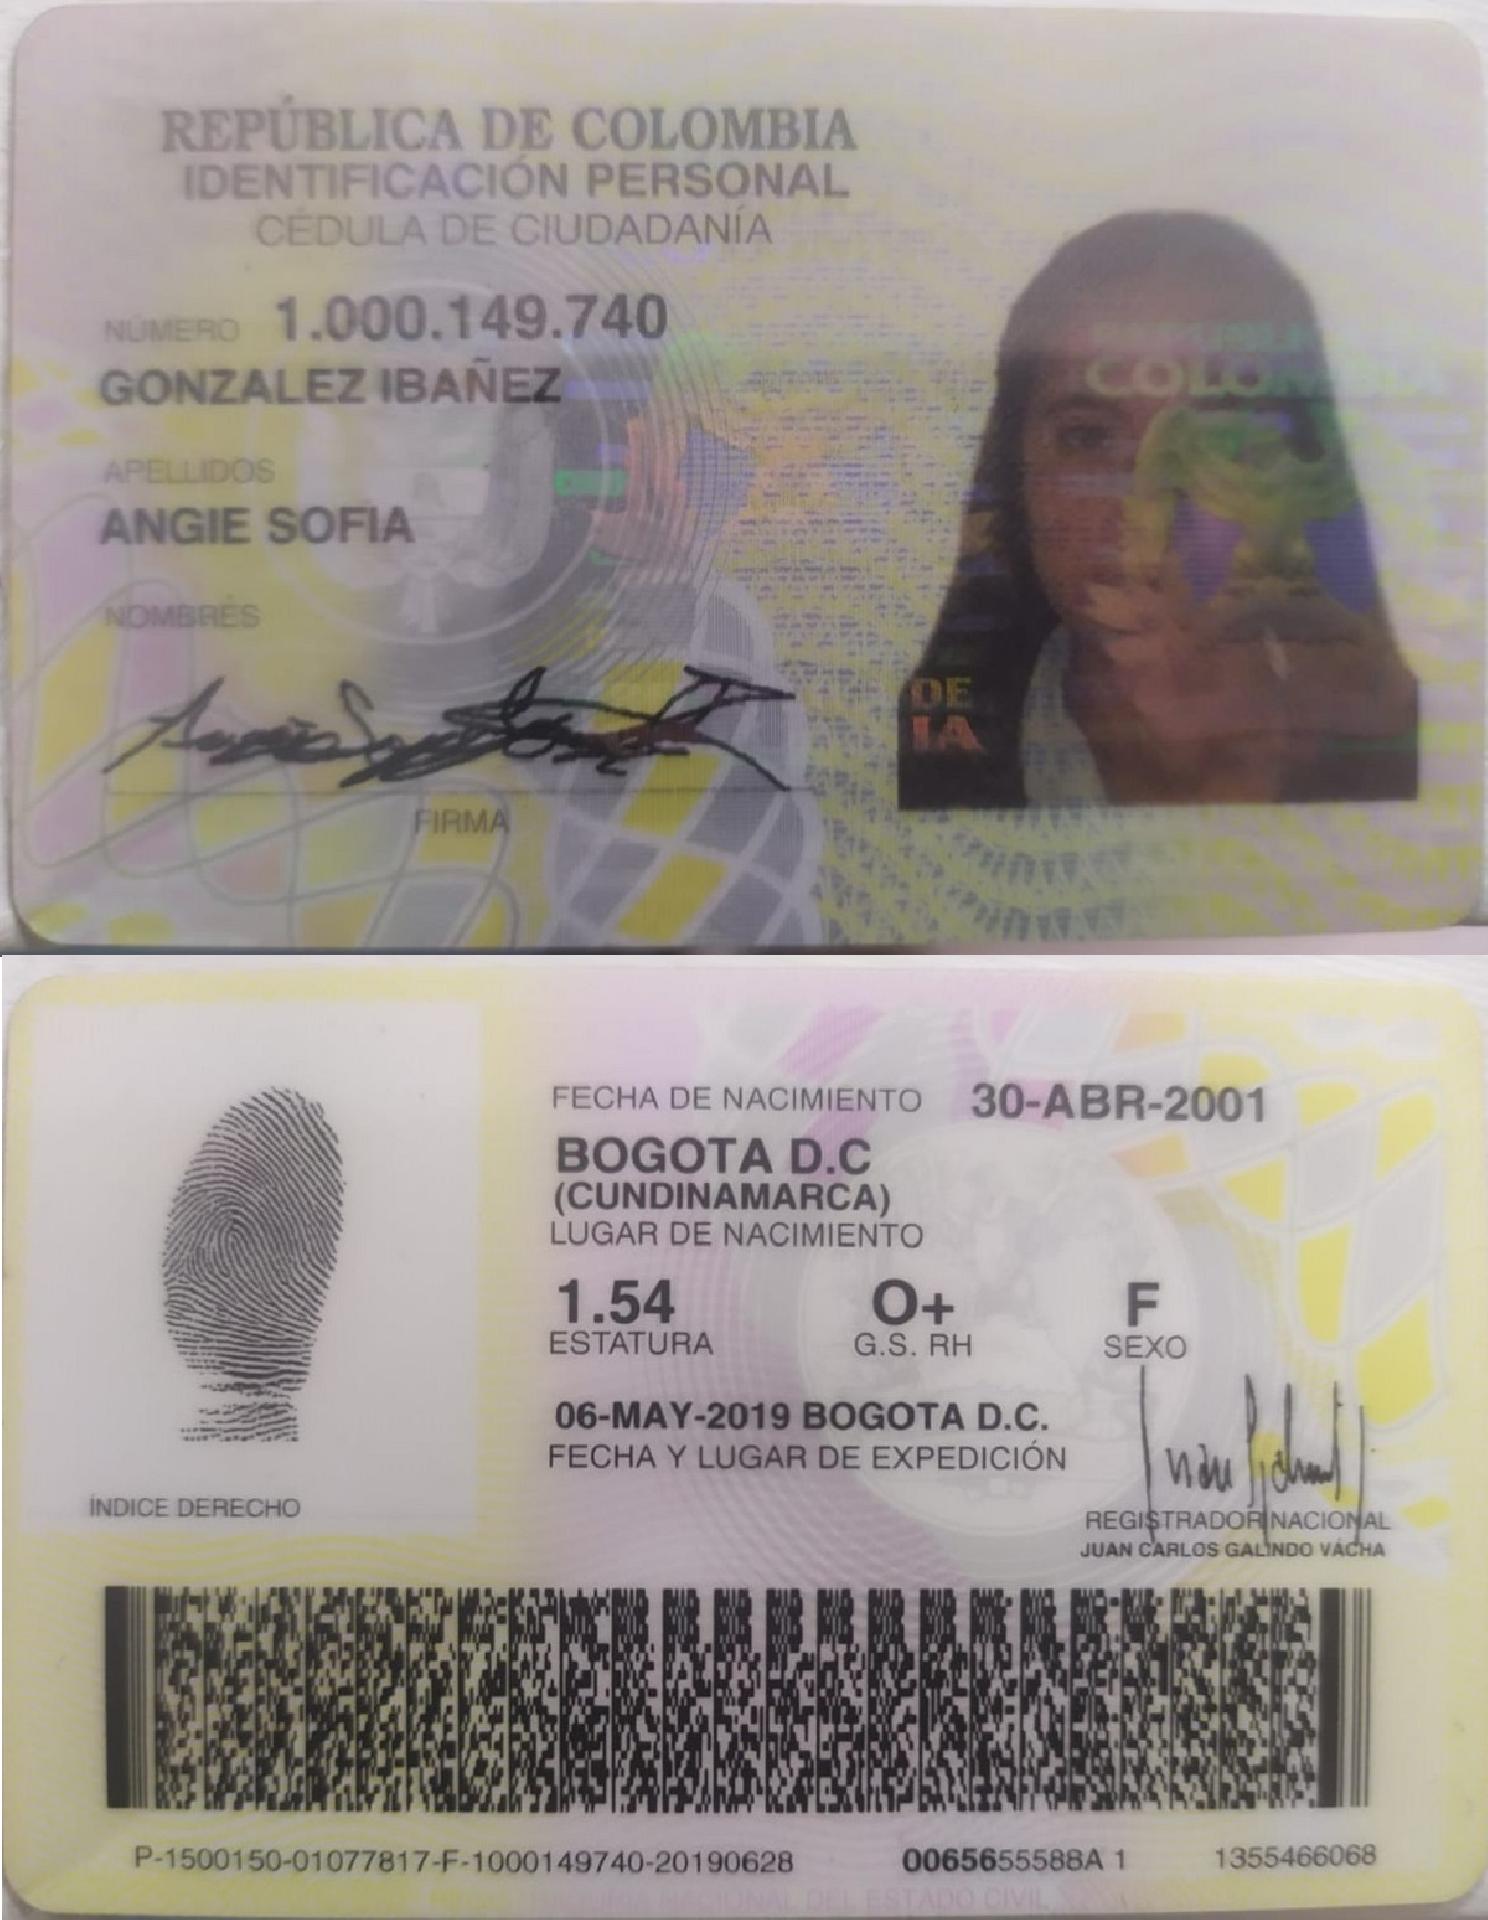 REPÚBLICA DE COLOMBIA
IDENTIFICACIÓN PERSONAL
CÉDULA DE CIUDADANÍA
NÚMERO 1.000.149.740
GONZALEZ IBAÑEZ
APELLIDOS
ANGIE SOFIA
NOMBRES
FIRMA
COLOMBIA
DE
IA
FECHA DE NACIMIENTO 30-ABR-2001
BOGOTA D.C
(CUNDINAMARCA)
LUGAR DE NACIMIENTO
1.54 O+ F
ESTATURA G.S. RH SEXO
06-MAY-2019 BOGOTA D.C.
FECHA Y LUGAR DE EXPEDICIÓN
ÍNDICE DERECHO
REGISTRADOR NACIONAL
JUAN CARLOS GALINDO VÁCHA
P-1500150-01077817-F-1000149740-20190628 0065655588A 1 1355466068
NACIONAL DEL ESTADO CIVIL